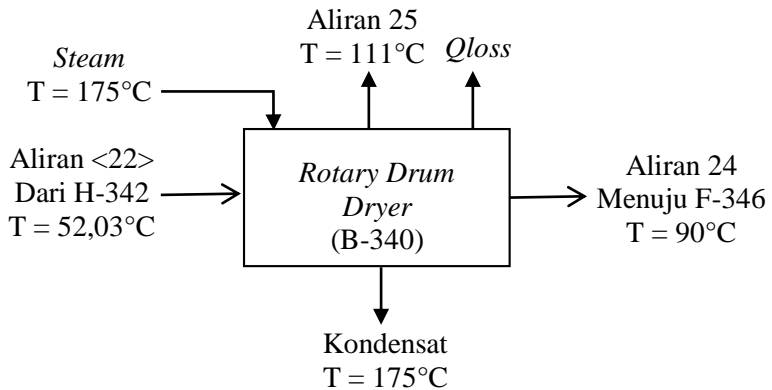 Aliran 25
T = 111°C
Qloss
Steam
T = 175°C
Aliran <22>
Dari H-342
T = 52,03°C
Rotary Drum
Dryer
(B-340)
Aliran 24
Menuju F-346
T = 90°C
Kondensat
T = 175°C